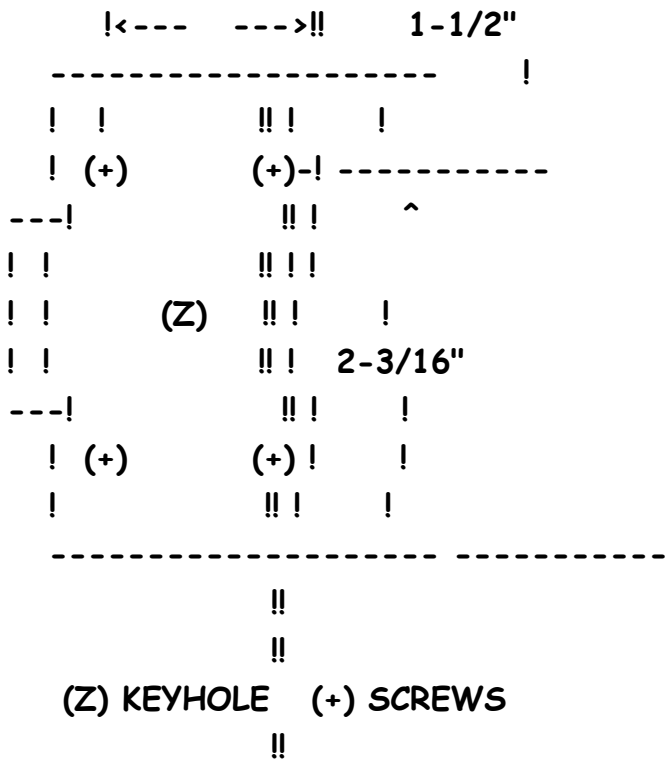 !<--- --->!! 1-1/2"
-------------------- !
! ! !! ! !
! (+) (+)-! -----------
---! !! ! ^
! ! !! ! !
! ! (Z) !! ! !
! ! !! ! 2-3/16"
---! !! ! !
! (+) (+) ! !
! !! ! !
-------------------- -----------
!!
!!
(Z) KEYHOLE (+) SCREWS
!!